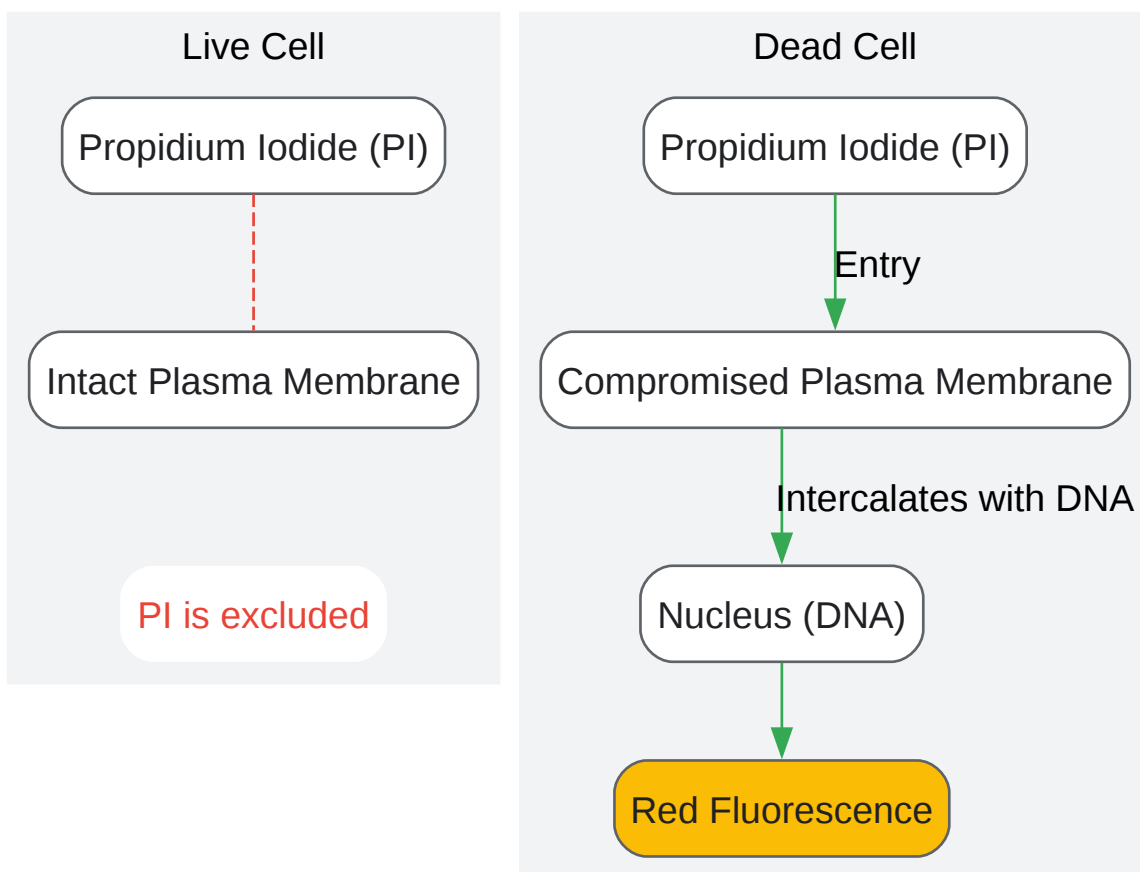 Live Cell
Propidium Iodide (PI)
Intact Plasma Membrane
PI is excluded
Dead Cell
Propidium Iodide (PI)
Entry
Compromised Plasma Membrane
Intercalates with DNA
Nucleus (DNA)
Red Fluorescence